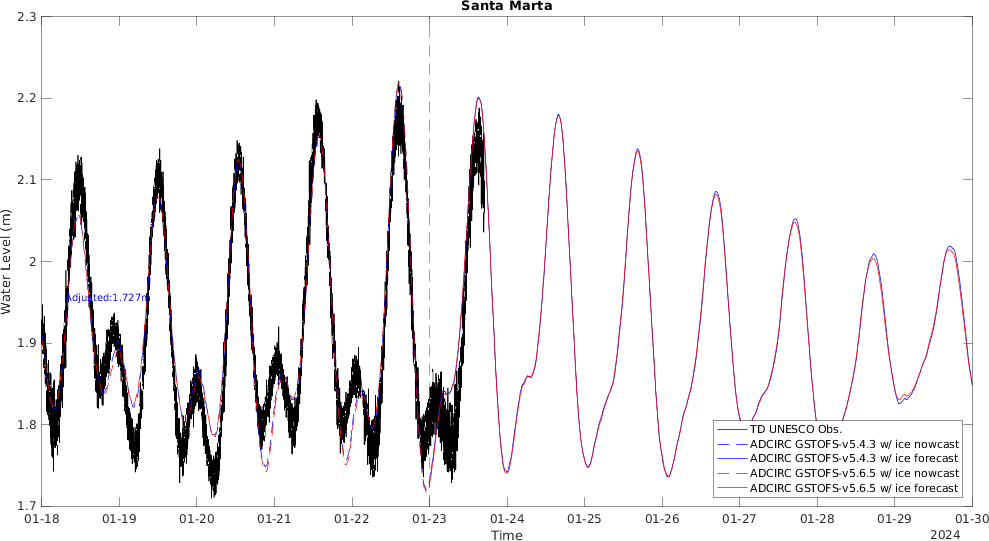 Santa Marta
2.3
2.2
2.1
2
1.9
1.8
1.7
Water Level (m)
Adjusted:1.727m
TD UNESCO Obs.
ADCIRC GSTOFS-v5.4.3 w/ ice nowcast
ADCIRC GSTOFS-v5.4.3 w/ ice forecast
ADCIRC GSTOFS-v5.6.5 w/ ice nowcast
ADCIRC GSTOFS-v5.6.5 w/ ice forecast
01-18 01-19 01-20 01-21 01-22 01-23 01-24 01-25 01-26 01-27 01-28 01-29 01-30
Time
2024